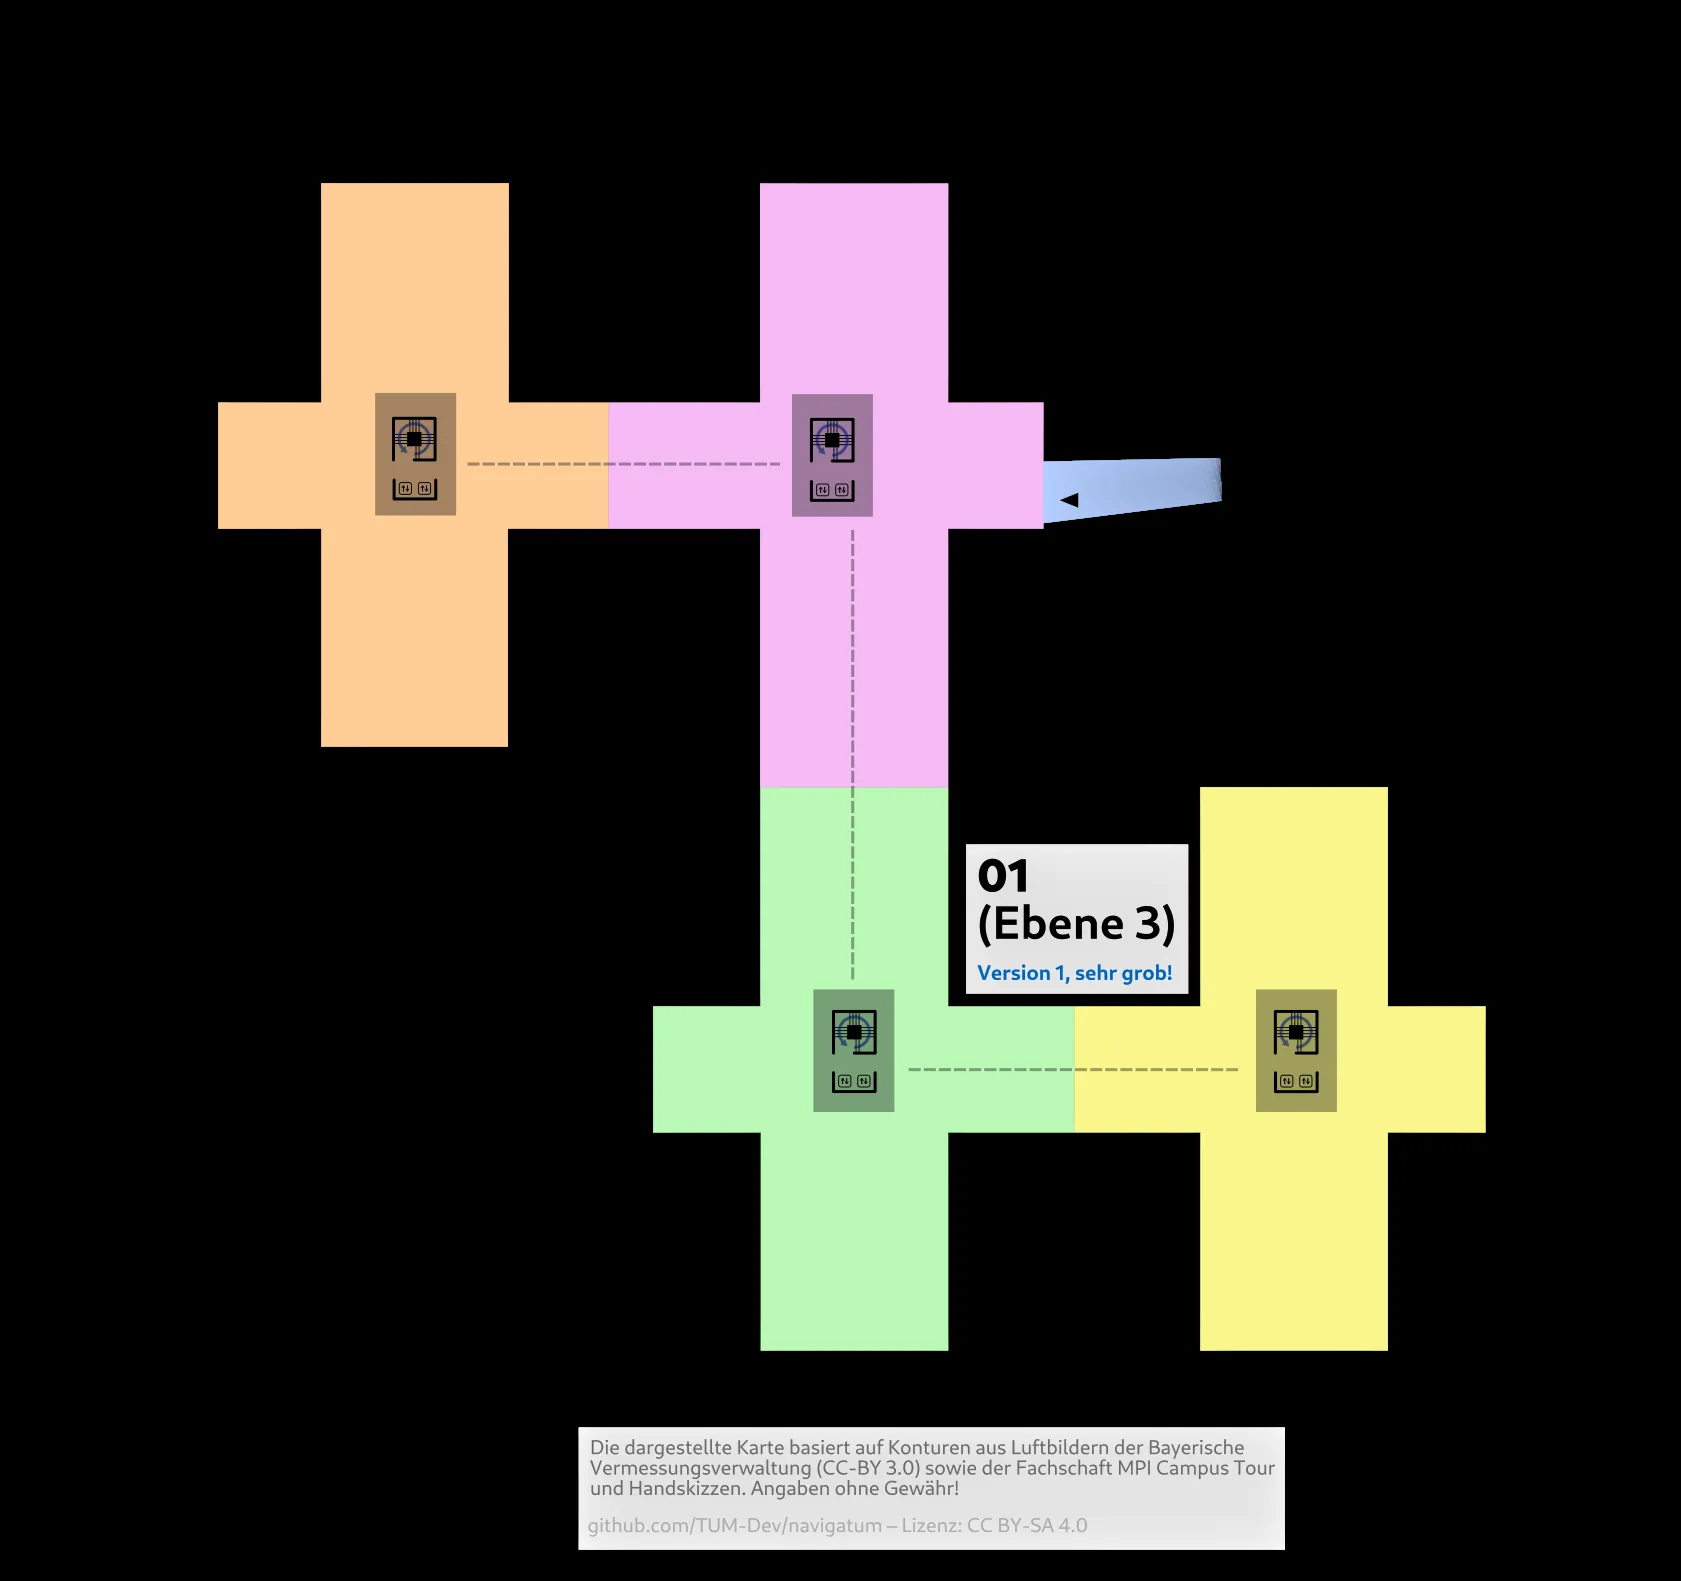 01
(Ebene 3)
Version 1, sehr grob!
Die dargestellte Karte basiert auf Konturen aus Luftbildern der Bayerische
Vermessungsverwaltung (CC-BY 3.0) sowie der Fachschaft MPI Campus Tour
und Handskizzen. Angaben ohne Gewähr!
github.com/TUM-Dev/navigatum – Lizenz: CC BY-SA 4.0